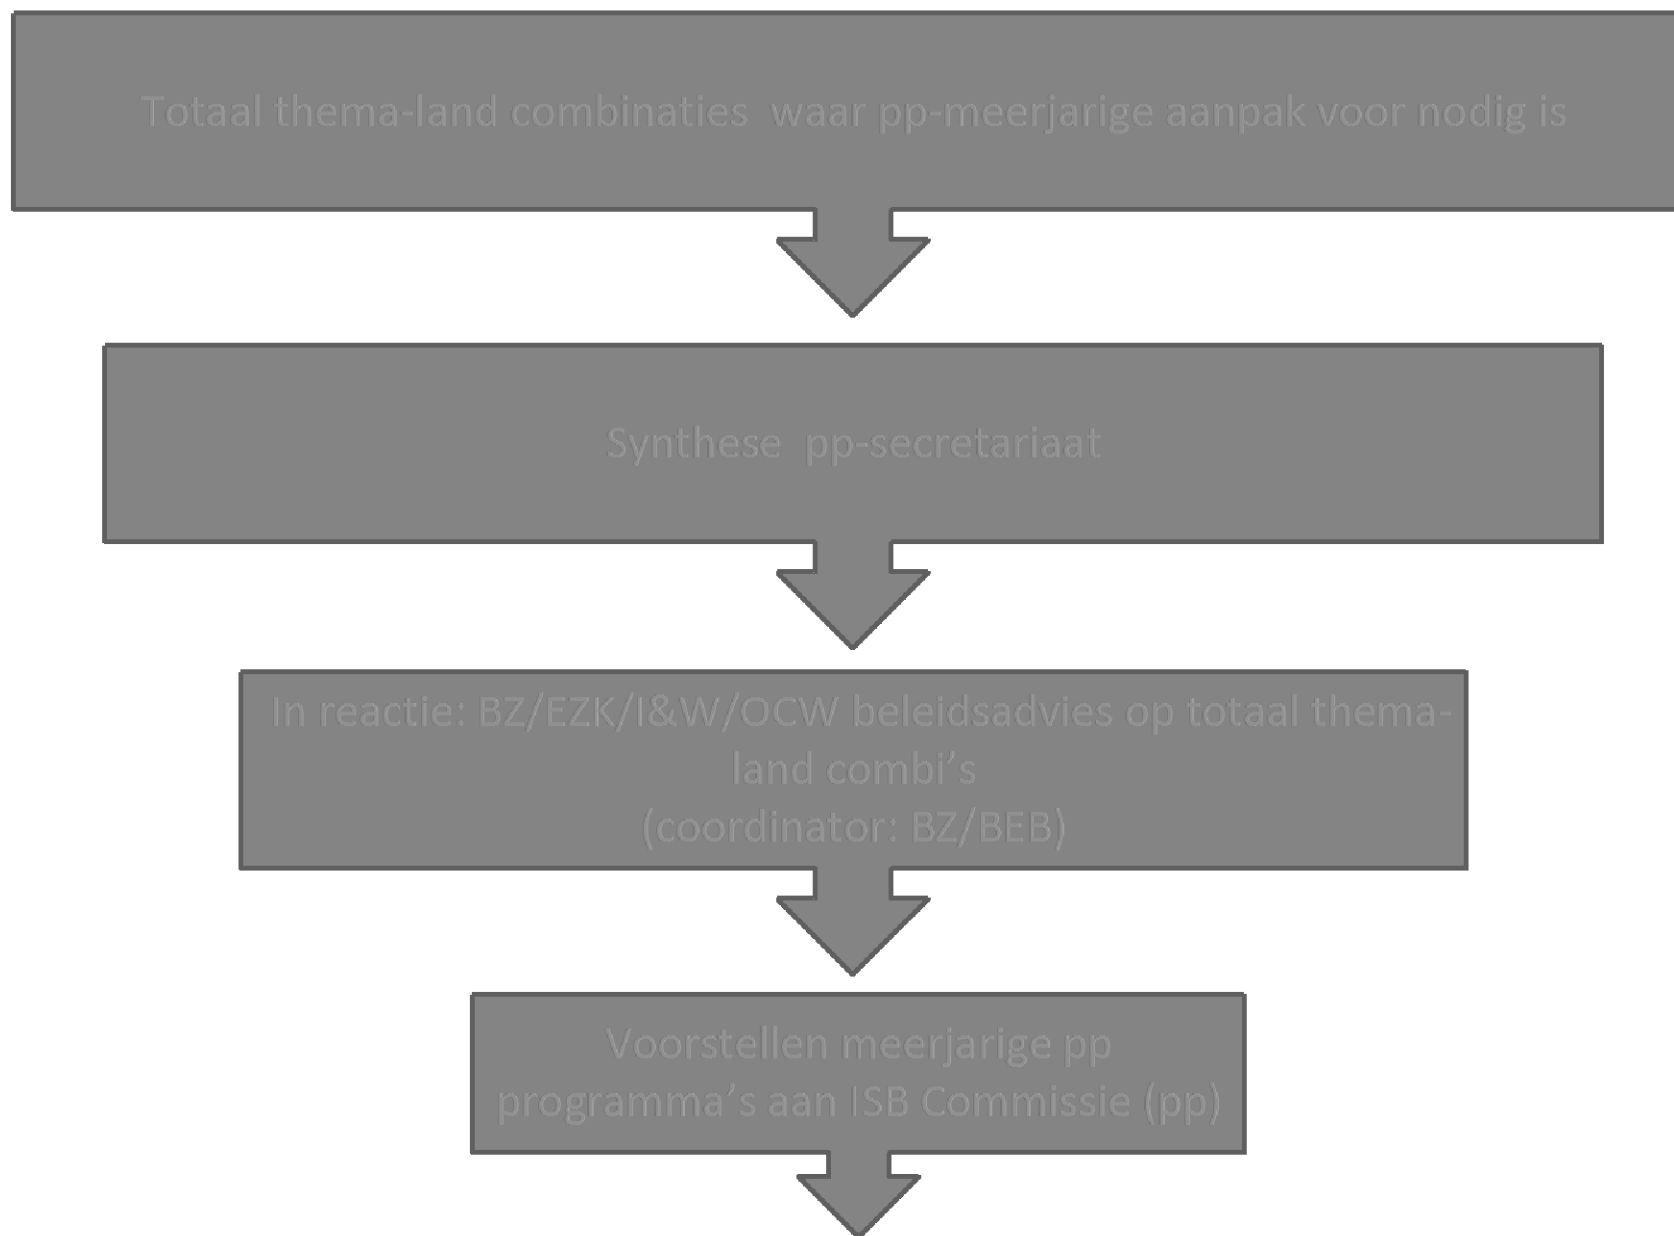 Totaal thema-land combinaties  waar pp-meerjarige aanpak voor nodig is
Synthese  pp-secretariaat
In reactie: BZ/EZK/I&W/OCW beleidsadvies op totaal thema-
land combi’s
(coordinator: BZ/BEB)
Voorstellen meerjarige pp
programma’s aan ISB Commissie (pp)